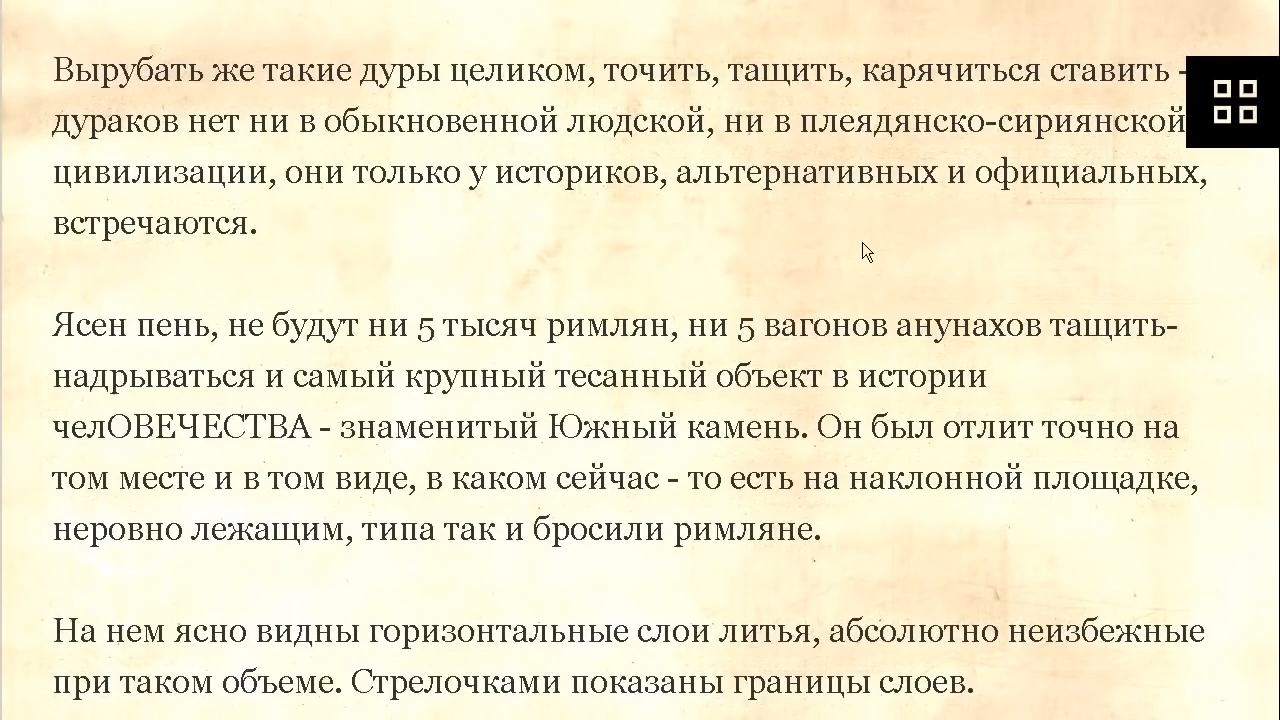 Вырубать же такие дуры целиком, точить, тащить, карячиться ставить -
дураков нет ни в обыкновенной людской, ни в плеядянско-сириянской
цивилизации, они только у историков, альтернативных и официальных,
встречаются.
Ясен пень, не будут ни 5 тысяч римлян, ни 5 вагонов анунахов тащить-
надрываться и самый крупный тесанный объект в истории
челОВЕЧЕСТВА - знаменитый Южный камень. Он был отлит точно на
том месте и в том виде, в каком сейчас - то есть на наклонной площадке,
неровно лежащим, типа так и бросили римляне.
На нем ясно видны горизонтальные слои литья, абсолютно неизбежные
при таком объеме. Стрелочками показаны границы слоев.